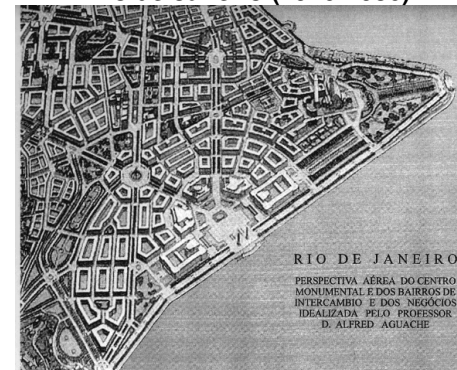 RIO DE JANEIRO
PERSPECTIVA AÉREA DO CENTRO
MONUMENTAL E DOS BAIRROS DE
INTERCAMBIO E DOS NEGÓCIOS
IDEALIZADA PELO PROFESSOR
D. ALFRED AGUACHE